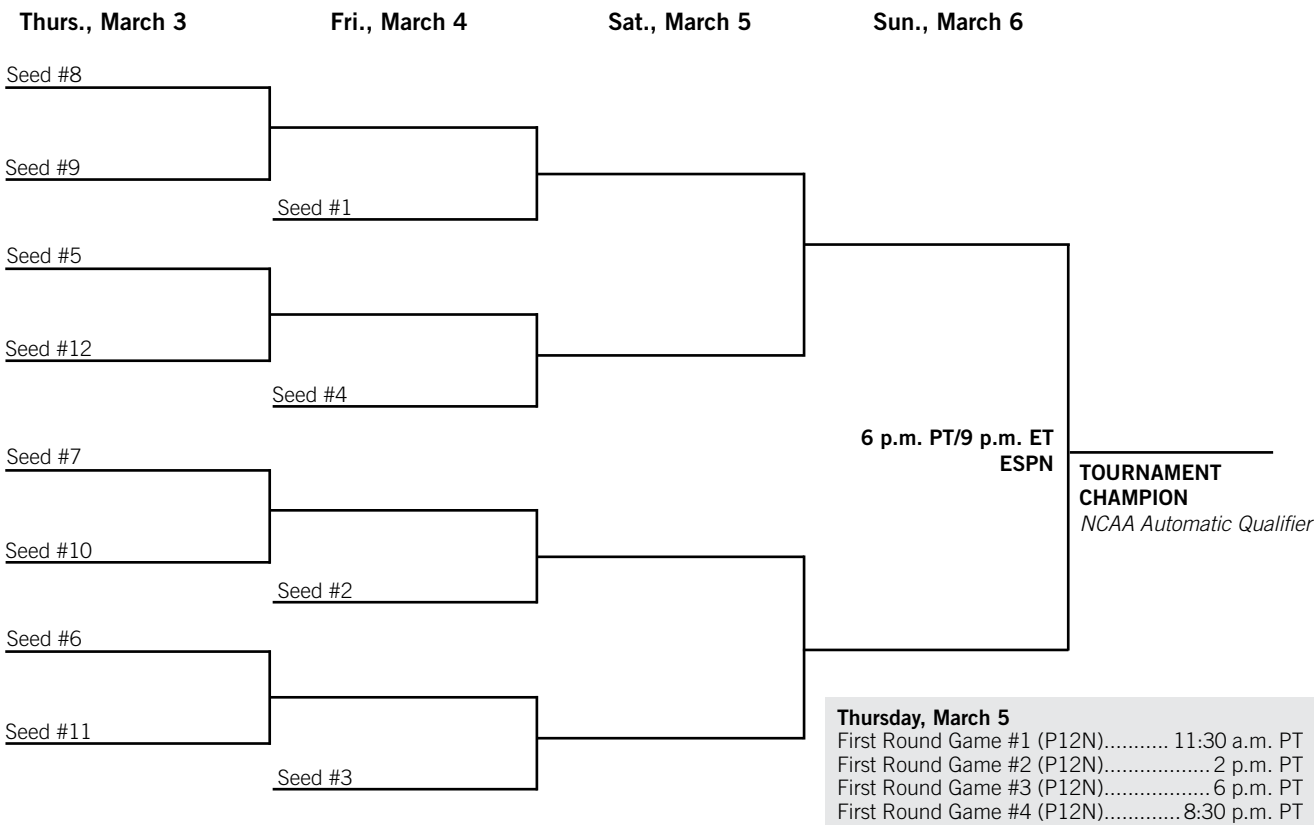 Thurs., March 3 Fri., March 4 Sat., March 5 Sun., March 6
Seed #8
Seed #9
Seed #1
Seed #5
Seed #12
Seed #4
Seed #7
Seed #10
Seed #2
Seed #6
Seed #11
Seed #3
6 p.m. PT/9 p.m. ET
ESPN
TOURNAMENT
CHAMPION
NCAA Automatic Qualifier
Thursday, March 5
First Round Game #1 (P12N)........... 11:30 a.m. PT
First Round Game #2 (P12N)..................2 p.m. PT
First Round Game #3 (P12N)..................6 p.m. PT
First Round Game #4 (P12N).............8:30 p.m. PT